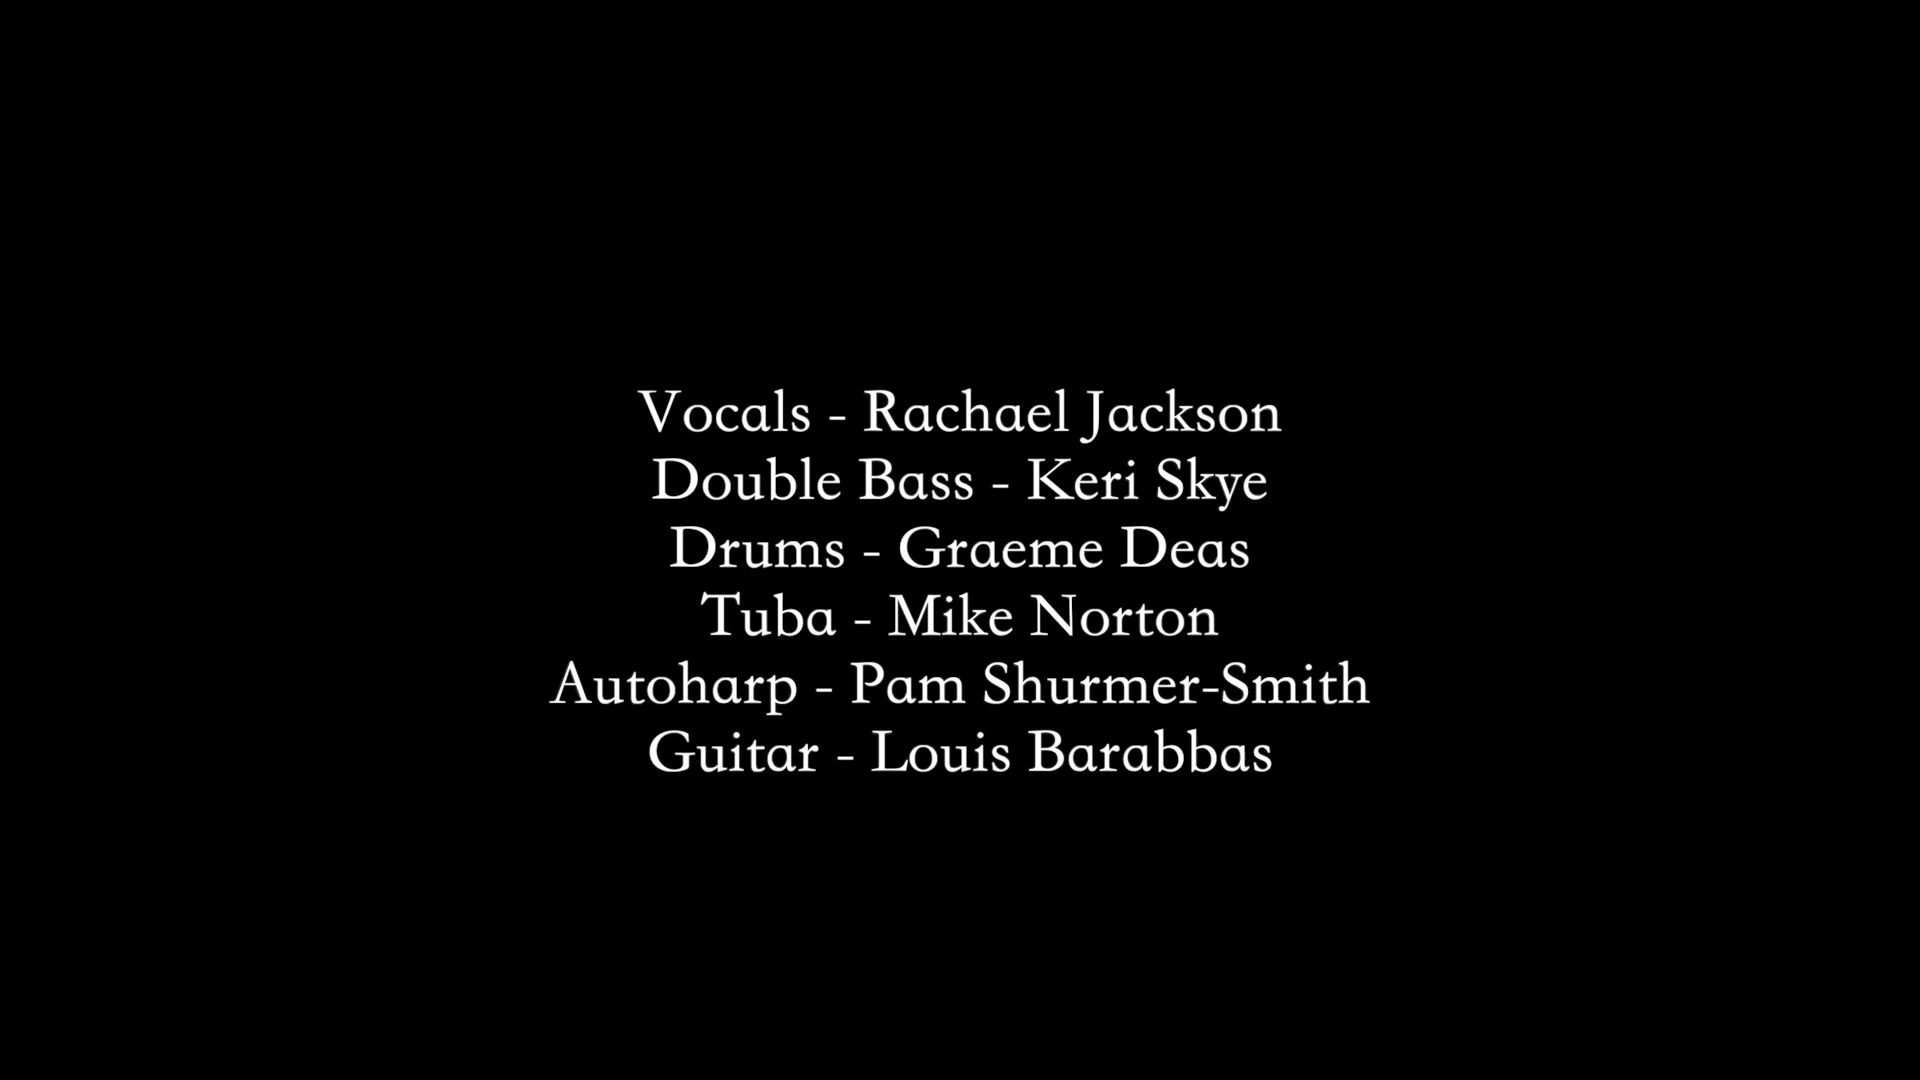 Vocals - Rachael Jackson
Double Bass - Keri Skye
Drums - Graeme Deas
Tuba - Mike Norton
Autoharp - Pam Shurmer-Smith
Guitar - Louis Barabbas